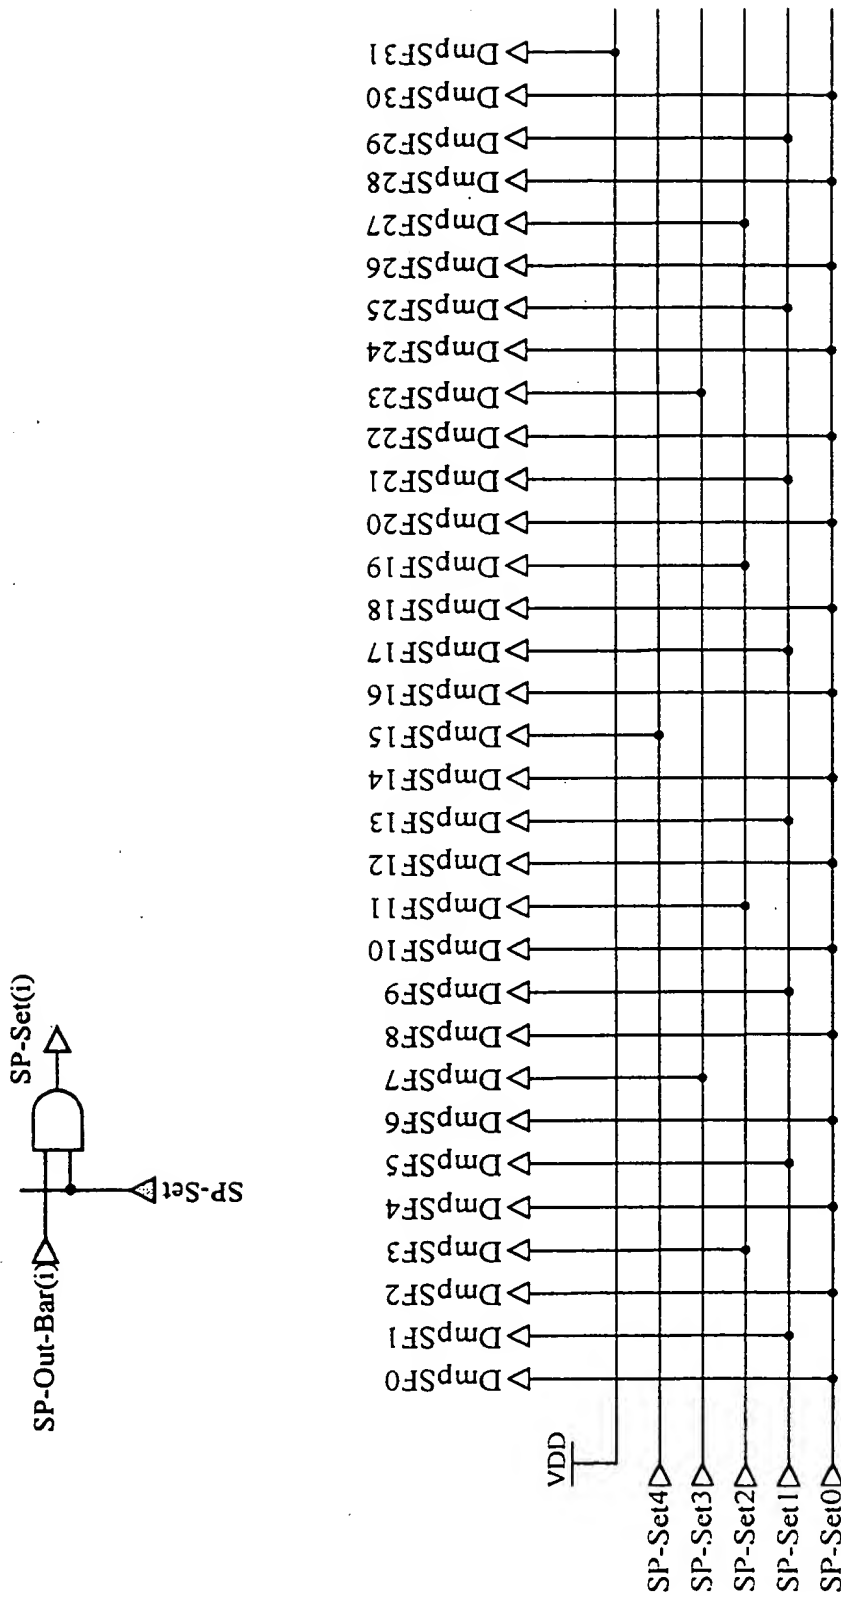 DmpSF31
DmpSF30
DmpSF29
DmpSF28
DmpSF27
DmpSF26
DmpSF25
DmpSF24
DmpSF23
DmpSF22
DmpSF21
DmpSF20
DmpSF19
DmpSF18
DmpSF17
DmpSF16
DmpSF15
DmpSF14
DmpSF13
DmpSF12
DmpSF11
DmpSF10
DmpSF9
DmpSF8
DmpSF7
DmpSF6
DmpSF5
DmpSF4
DmpSF3
DmpSF2
DmpSF1
DmpSF0
SP-Set(i)
SP-Set
SP-Out-Bar(i)
VDD
SP-Set4
SP-Set3
SP-Set2
SP-Set1
SP-Set0